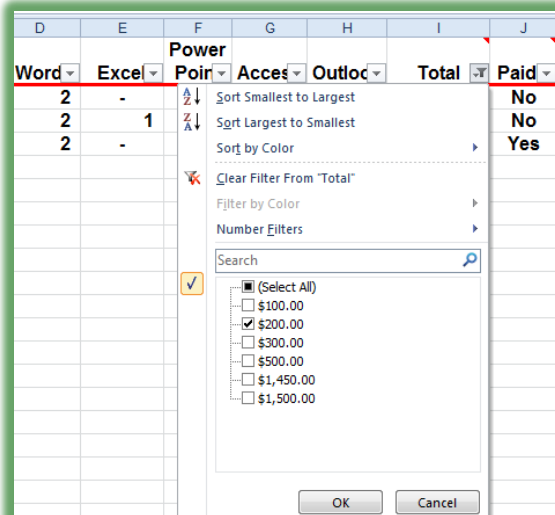 D E F G H I J
Power
Word Excel Poin Acces Outloc Total Paid
2 - No
2 1 No
2 - Yes
Sort Smallest to Largest
Sort Largest to Smallest
Sort by Color
Clear Filter From "Total"
Filter by Color
Number Filters
Search
(Select All)
$100.00
$200.00
$300.00
$500.00
$1,450.00
$1,500.00
OK Cancel